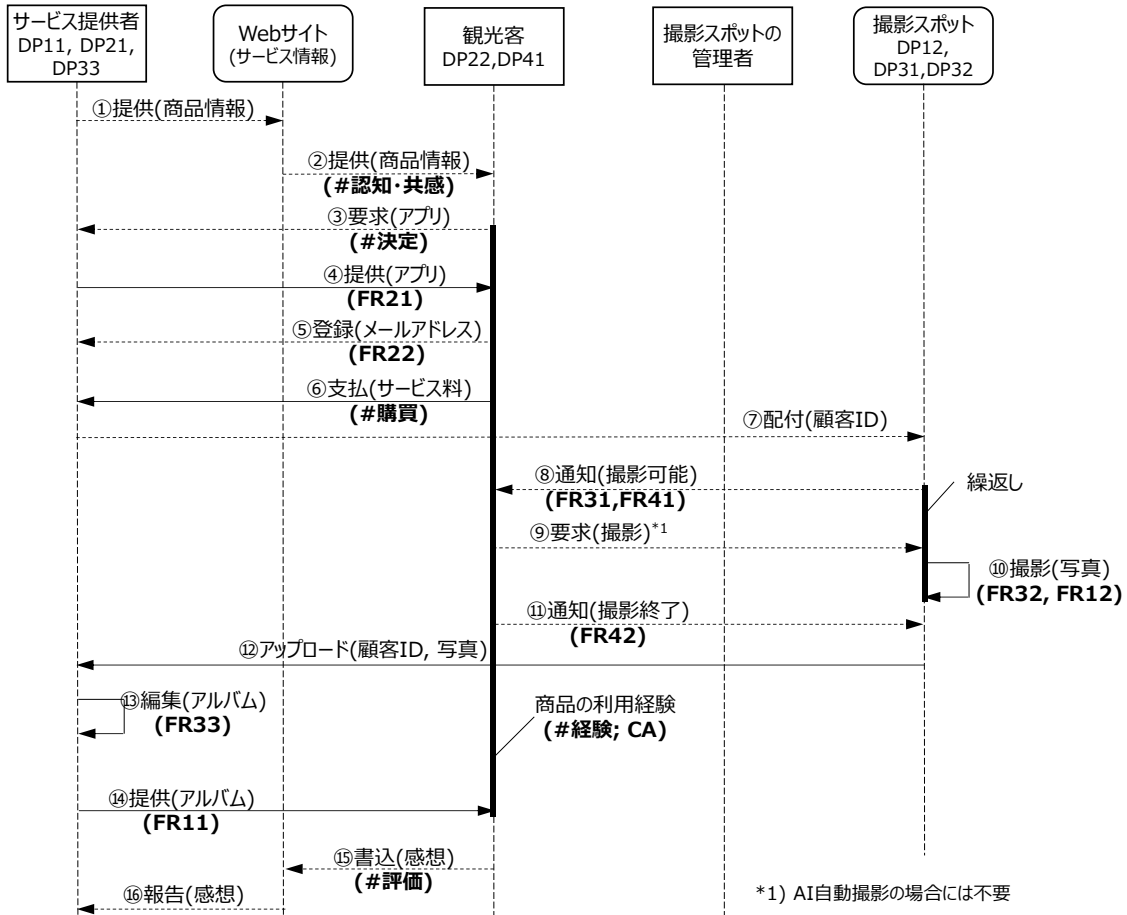 サービス提供者
DP11, DP21,
DP33
Webサイト
(サービス情報)
観光客
DP22,DP41
撮影スポットの
管理者
撮影スポット
DP12,
DP31,DP32
①提供(商品情報)
②提供(商品情報)
(#認知・共感)
③要求(アプリ)
(#決定)
④提供(アプリ)
(FR21)
⑤登録(メールアドレス)
(FR22)
⑥支払(サービス料)
(#購買)
⑦配付(顧客ID)
⑧通知(撮影可能)
(FR31,FR41)
繰返し
⑨要求(撮影)*1
⑩撮影(写真)
(FR32, FR12)
⑪通知(撮影終了)
(FR42)
⑫アップロード(顧客ID, 写真)
⑬編集(アルバム)
(FR33)
商品の利用経験
(#経験; CA)
⑭提供(アルバム)
(FR11)
⑮書込(感想)
(#評価)
⑯報告(感想)
*1) AI自動撮影の場合には不要